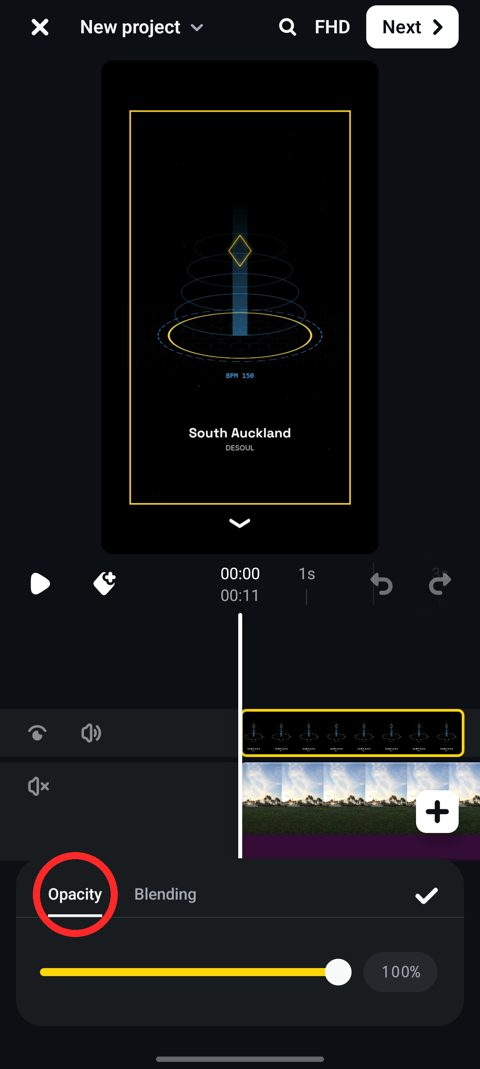 New project
FHD
Next
BPM 150
South Auckland
DESOUL
00:00
1s
00:11
Opacity
Blending
100%